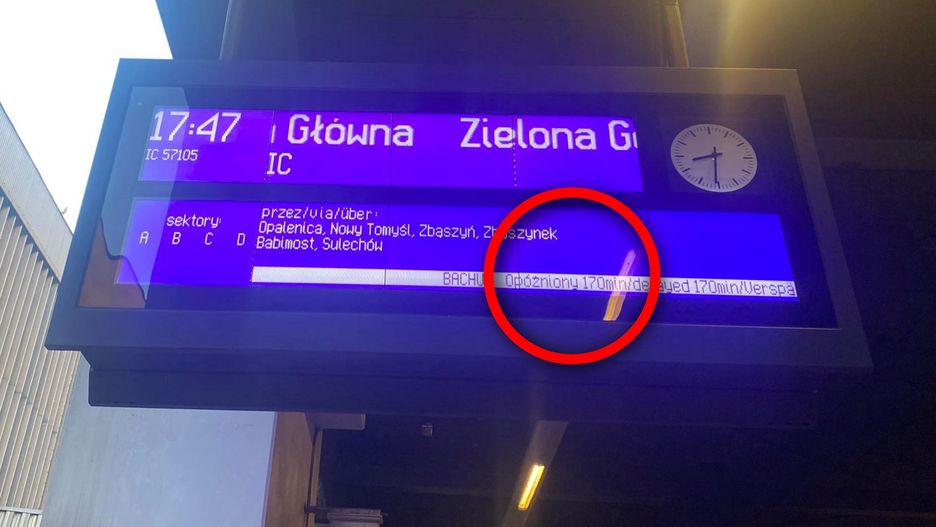 17:47 Główna Zielona G
IC 57105 IC
sektory: przez/via/über:
A B C D Opalenica, Nowy Tomyśl, Zbąszyń, Zbąszynek
Babimost, Sulechów
BACHU Opóźniony 170min/delayed 170min/Verspä